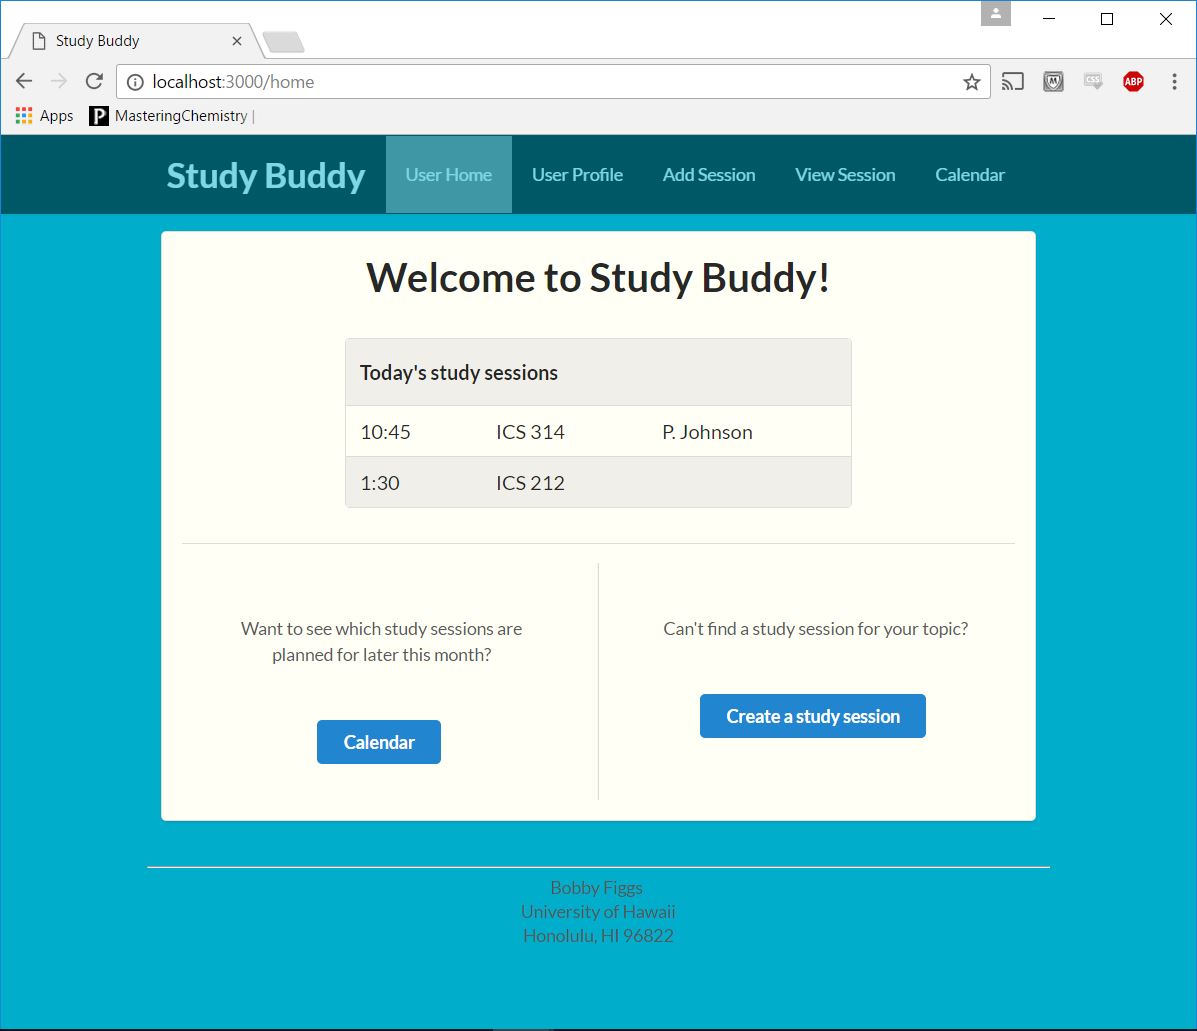 Study Buddy
localhost:3000/home
ABP
Apps
MasteringChemistry |
Study Buddy User Home User Profile Add Session View Session Calendar
Welcome to Study Buddy!
Today's study sessions
10:45 ICS 314 P. Johnson
1:30 ICS 212
Want to see which study sessions are
planned for later this month?
Calendar
Can't find a study session for your topic?
Create a study session
Bobby Figgs
University of Hawaii
Honolulu, HI 96822